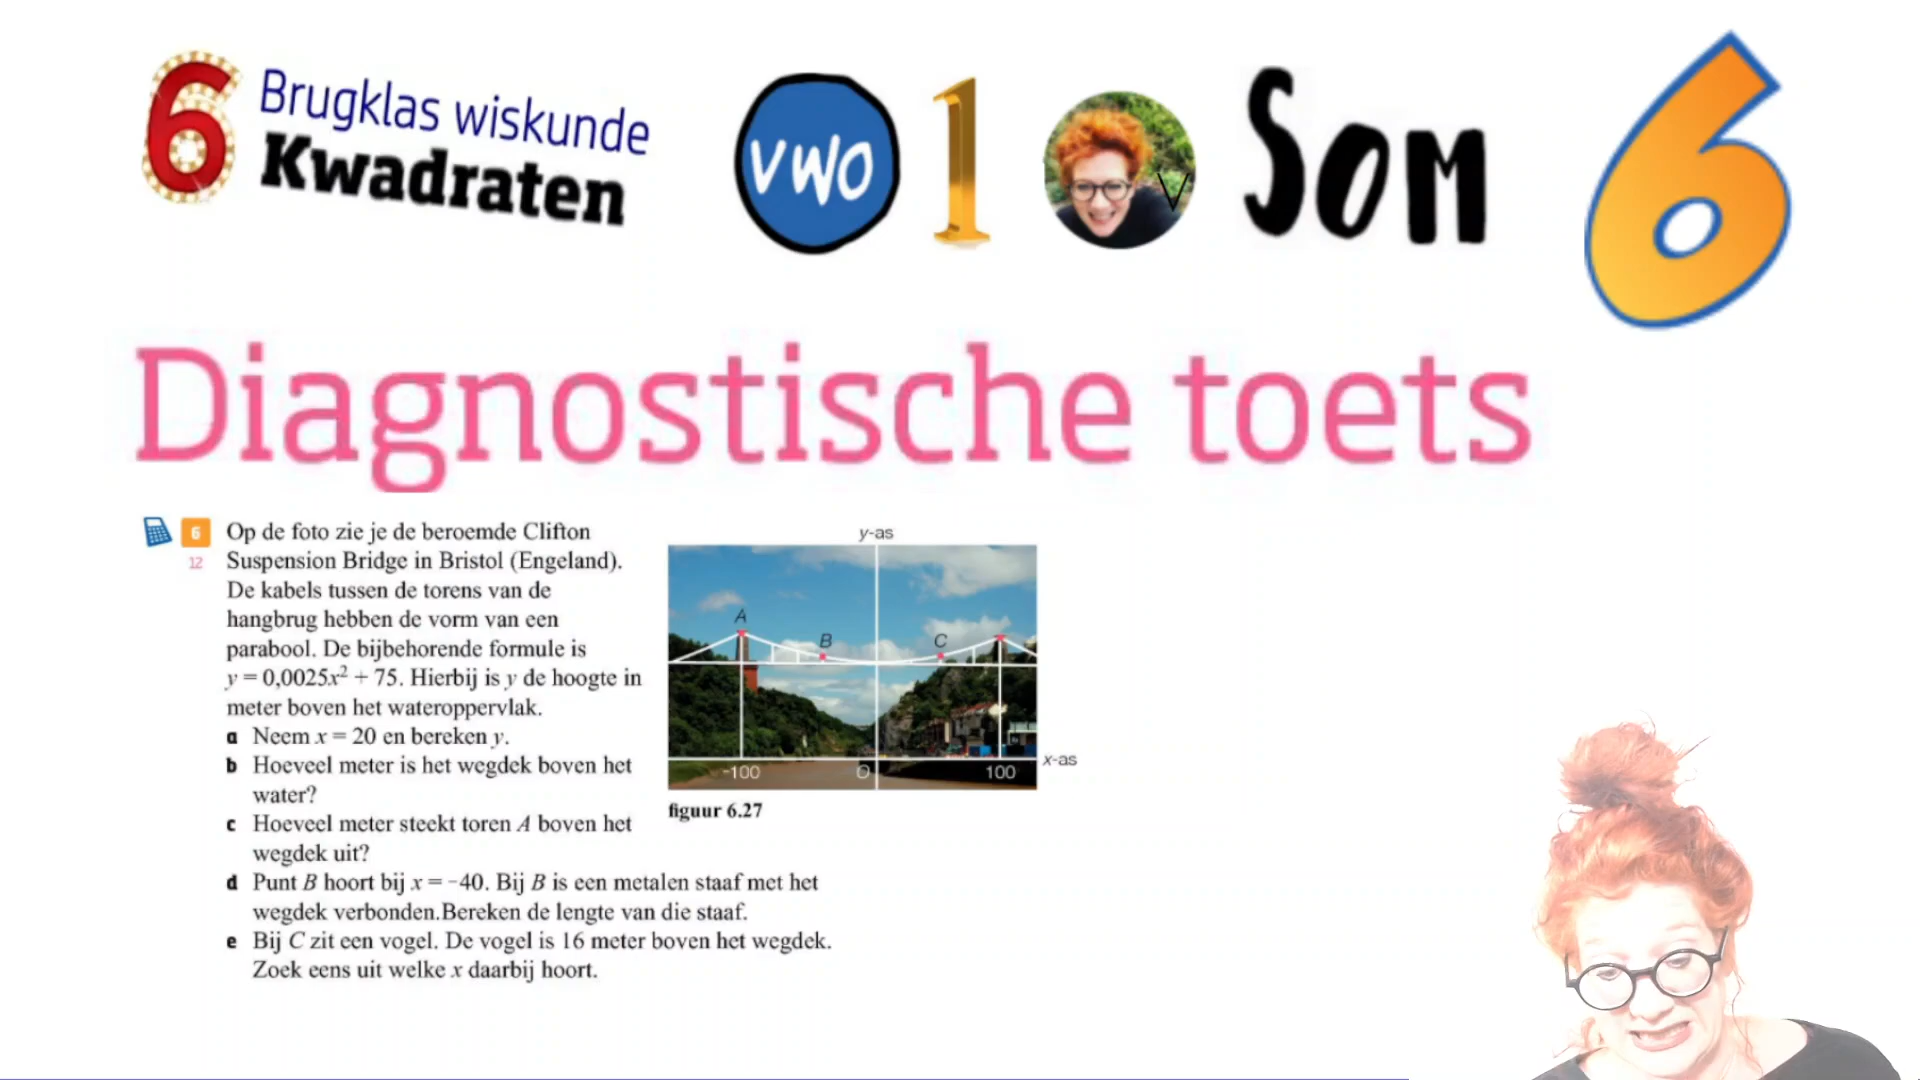 6 Brugklas wiskunde
Kwadraten
vwo 1 V Som 6
Diagnostische toets
6 Op de foto zie je de beroemde Clifton
12 Suspension Bridge in Bristol (Engeland).
De kabels tussen de torens van de
hangbrug hebben de vorm van een
parabool. De bijbehorende formule is
y = 0,0025x² + 75. Hierbij is y de hoogte in
meter boven het wateroppervlak.
a Neem x = 20 en bereken y.
b Hoeveel meter is het wegdek boven het
water?
c Hoeveel meter steekt toren A boven het
wegdek uit?
d Punt B hoort bij x = -40. Bij B is een metalen staaf met het
wegdek verbonden.Bereken de lengte van die staaf.
e Bij C zit een vogel. De vogel is 16 meter boven het wegdek.
Zoek eens uit welke x daarbij hoort.
y-as
A
B
C
-100 O 100
x-as
figuur 6.27